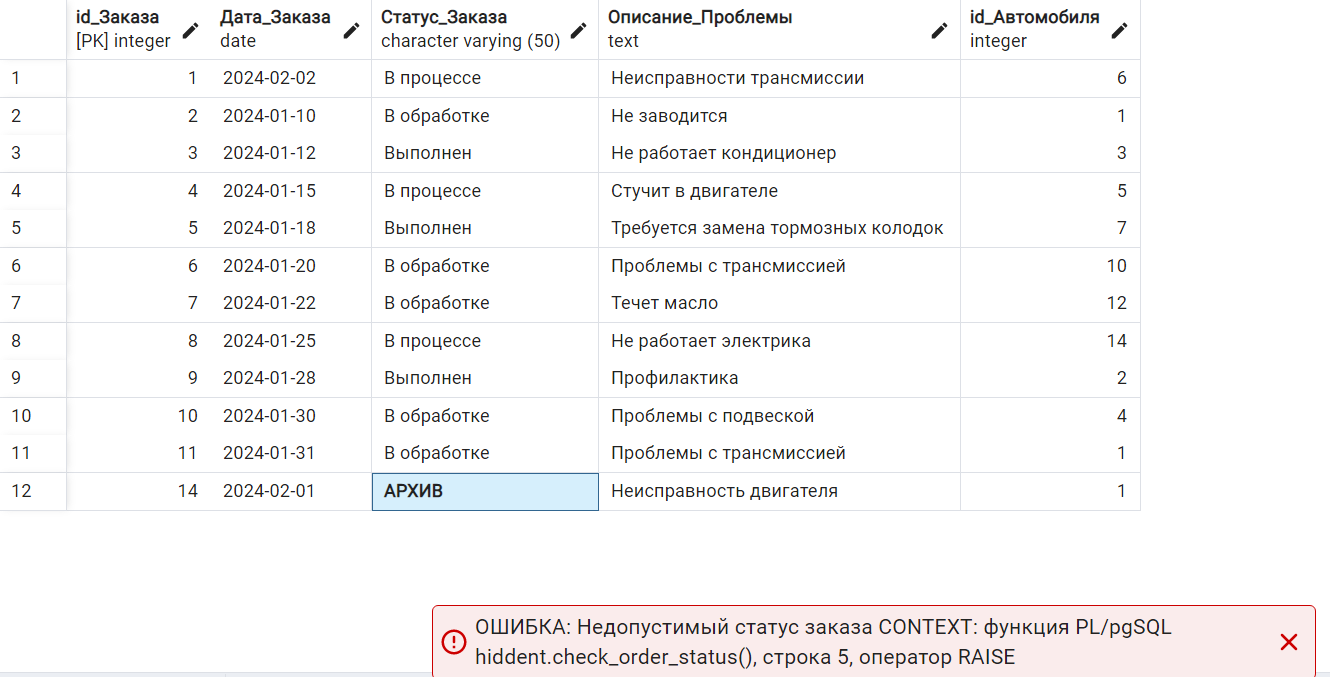 id_Заказа Дата_Заказа Статус_Заказа Описание_Проблемы id_Автомобиля
[PK] integer date character varying (50) text integer
1 1 2024-02-02 В процессе Неисправности трансмиссии 6
2 2 2024-01-10 В обработке Не заводится 1
3 3 2024-01-12 Выполнен Не работает кондиционер 3
4 4 2024-01-15 В процессе Стучит в двигателе 5
5 5 2024-01-18 Выполнен Требуется замена тормозных колодок 7
6 6 2024-01-20 В обработке Проблемы с трансмиссией 10
7 7 2024-01-22 В обработке Течет масло 12
8 8 2024-01-25 В процессе Не работает электрика 14
9 9 2024-01-28 Выполнен Профилактика 2
10 10 2024-01-30 В обработке Проблемы с подвеской 4
11 11 2024-01-31 В обработке Проблемы с трансмиссией 1
12 14 2024-02-01 АРХИВ Неисправность двигателя 1
ОШИБКА: Недопустимый статус заказа CONTEXT: функция PL/pgSQL
hiddent.check_order_status(), строка 5, оператор RAISE